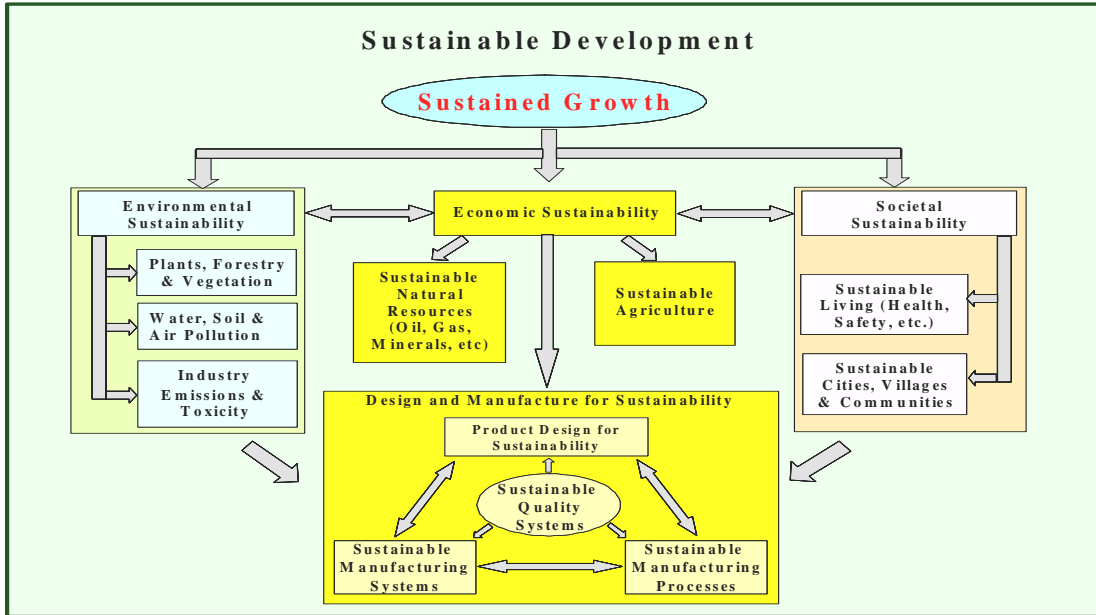 Sustainable Development
Sustained Growth
Environmental
Sustainability
Plants, Forestry
& Vegetation
Water, Soil &
Air Pollution
Industry
Emissions &
Toxicity
Economic Sustainability
Sustainable
Natural
Resources
(Oil, Gas,
Minerals, etc)
Sustainable
Agriculture
Societal
Sustainability
Sustainable
Living (Health,
Safety, etc.)
Sustainable
Cities, Villages
& Communities
Design and Manufacture for Sustainability
Product Design for
Sustainability
Sustainable
Quality
Systems
Sustainable
Manufacturing
Systems
Sustainable
Manufacturing
Processes